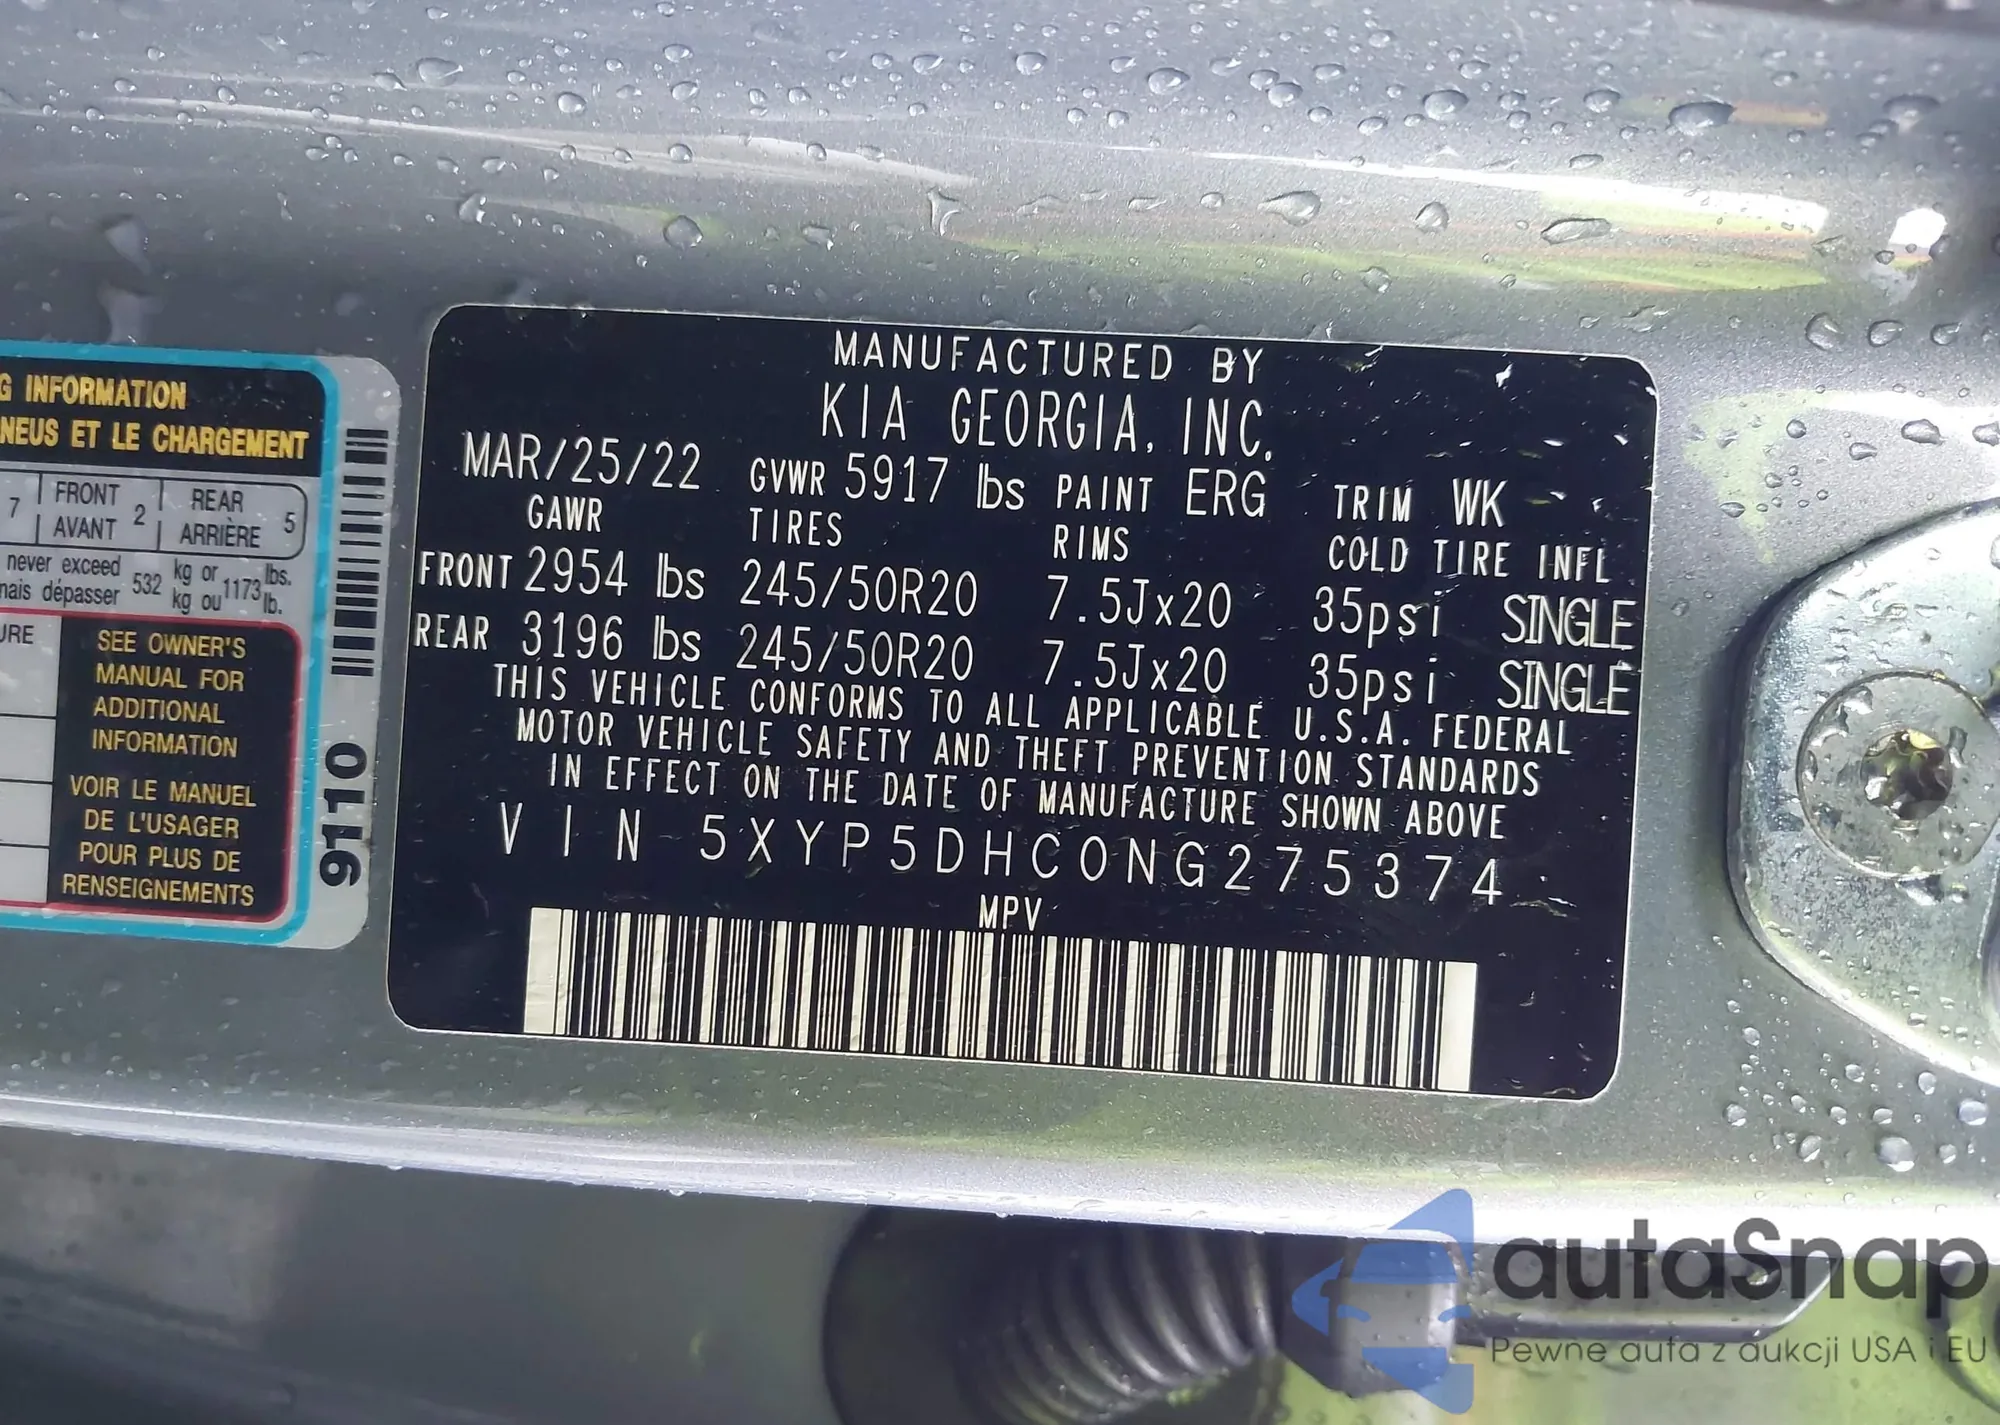 MANUFACTURED BY
KIA GEORGIA, INC.
MAR/25/22 GVWR 5917 lbs PAINT ERG TRIM WK
GAWR TIRES RIMS COLD TIRE INFL
FRONT 2954 lbs 245/50R20 7.5Jx20 35psi SINGLE
REAR 3196 lbs 245/50R20 7.5Jx20 35psi SINGLE
THIS VEHICLE CONFORMS TO ALL APPLICABLE U.S.A. FEDERAL
MOTOR VEHICLE SAFETY AND THEFT PREVENTION STANDARDS
IN EFFECT ON THE DATE OF MANUFACTURE SHOWN ABOVE
VIN 5XYP5DHC0NG275374
MPV
G INFORMATION
NEUS ET LE CHARGEMENT
7 FRONT 2 REAR 5
AVANT ARRIÈRE
never exceed 532 kg or 1173 lbs.
mais dépasser kg ou lb.
URE
SEE OWNER'S
MANUAL FOR
ADDITIONAL
INFORMATION
VOIR LE MANUEL
DE L'USAGER
POUR PLUS DE
RENSEIGNEMENTS
9110
autaSnap
Pewne auta z aukcji USA i EU